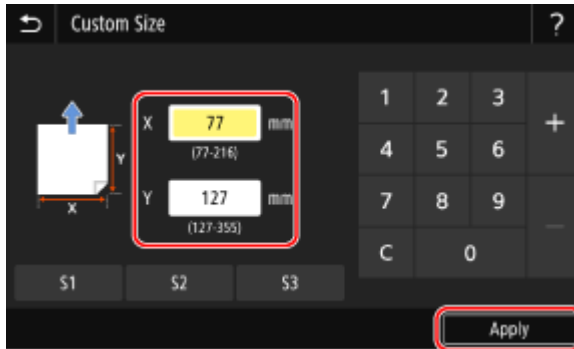 Custom Size ?
X 77 mm
(77-216)
Y 127 mm
(127-355)
Y
X
S1 S2 S3
1 2 3 +
4 5 6
7 8 9 −
C 0
Apply